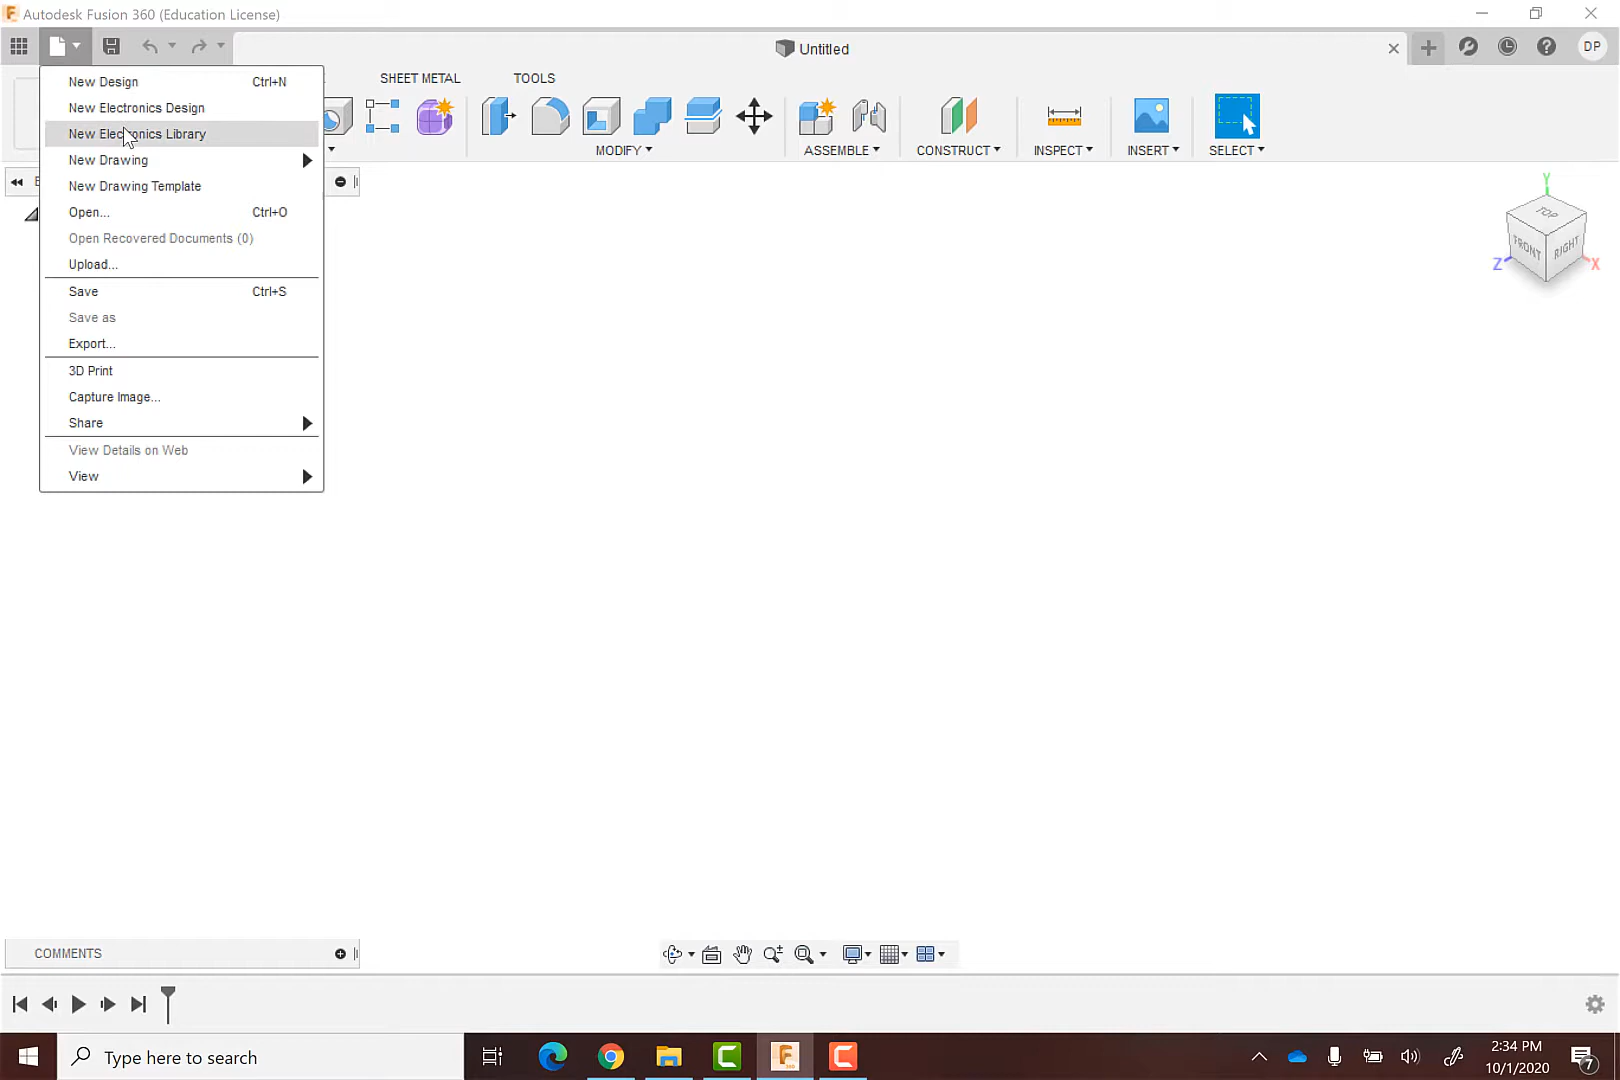 Autodesk Fusion 360 (Education License)
Untitled
DP
SHEET METAL
TOOLS
New Design Ctrl+N
New Electronics Design
New Electronics Library
New Drawing
New Drawing Template
Open... Ctrl+O
Open Recovered Documents (0)
Upload...
Save Ctrl+S
Save as
Export...
3D Print
Capture Image...
Share
View Details on Web
View
MODIFY
ASSEMBLE
CONSTRUCT
INSPECT
INSERT
SELECT
Y
TOP
FRONT
RIGHT
Z
X
COMMENTS
Type here to search
2:34 PM
10/1/2020
7